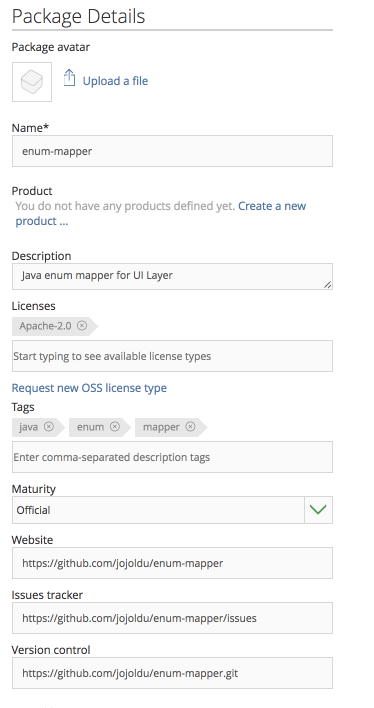 Package Details
Package avatar
Upload a file
Name*
enum-mapper
Product
You do not have any products defined yet. Create a new
product ...
Description
Java enum mapper for UI Layer
Licenses
Apache-2.0
Start typing to see available license types
Request new OSS license type
Tags
java enum mapper
Enter comma-separated description tags
Maturity
Official
Website
https://github.com/jojoldu/enum-mapper
Issues tracker
https://github.com/jojoldu/enum-mapper/issues
Version control
https://github.com/jojoldu/enum-mapper.git